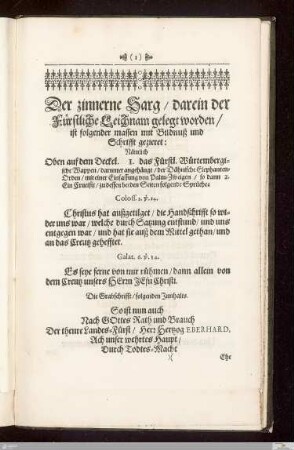 (1)
Der zinnerne Sarg / darein der
Fürstliche Leichnam gelegt worden /
ist folgender massen mit Bildnuß und
Schrifft gezieret:
Nämlich
Oben auf dem Deckel. 1. das Fürstl. Würtembergi-
sche Wappen / darunter angehängt / der Dähnische Elephanten-
Orden / mit einer Einfassung von Palm-Zweigen / so dann 2.
Ein Crucifix / zu dessen beeden Seiten folgende Sprüche:
Coloss. 2. ℣. 14.
Christus hat außgetilget / die Handschrifft so wi-
der uns war / welche durch Satzung entstund / und uns
entgegen war / und hat sie auß dem Mittel gethan / und
an das Creutz gehefftet.
Galat. 6. ℣. 14.
Es seye ferne von mir rühmen / dann allein von
dem Creutz unsers HErrn JEsu Christi.
Die Grabschrifft / folgenden Innhalts.
So ist nun auch
Nach GOttes Rath und Brauch
Der theure Landes-Fürst / Herr Hertzog EBERHARD,
Ach unser wehrtes Haupt /
Durch Todtes-Macht
Ehe